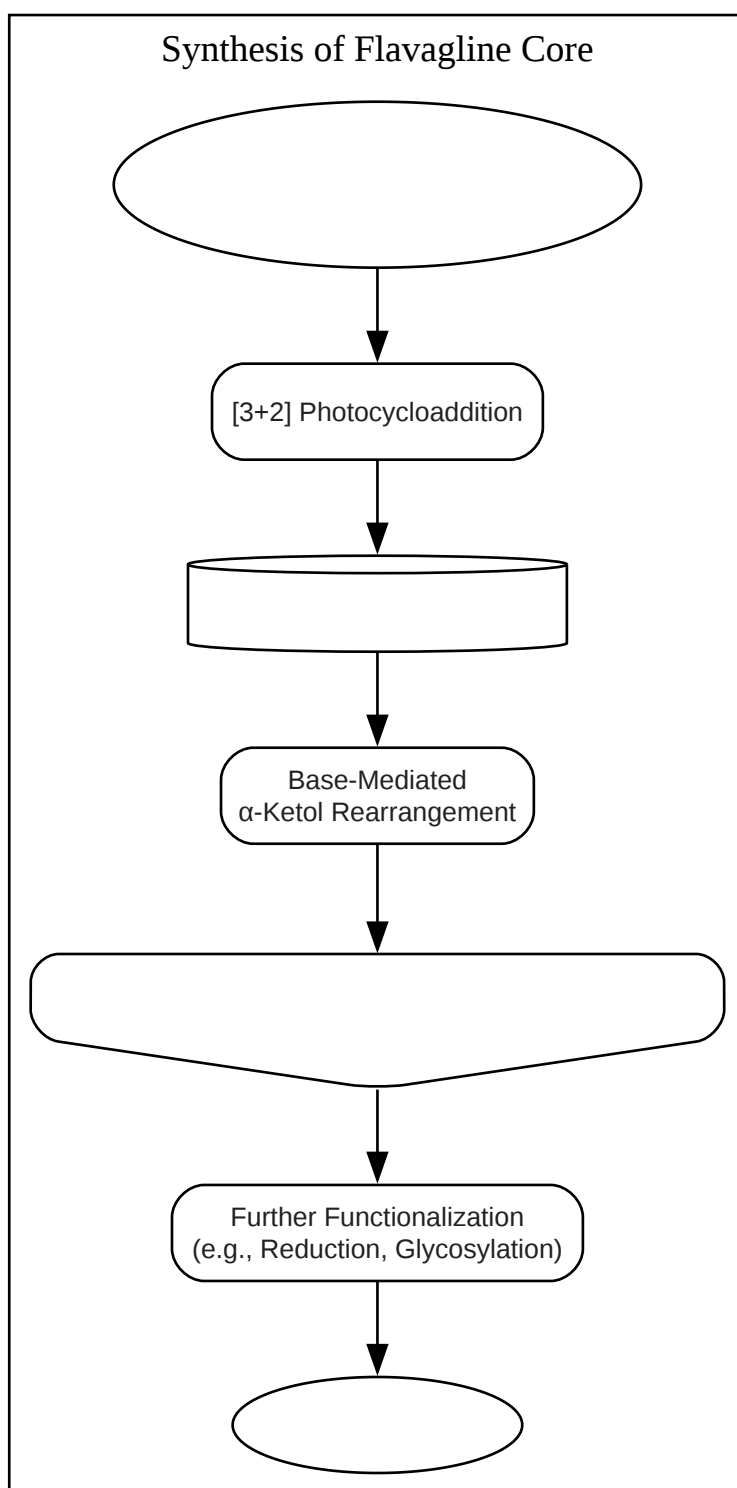 Synthesis of Flavagline Core
[3+2] Photocycloaddition
Base-Mediated
α-Ketol Rearrangement
Further Functionalization
(e.g., Reduction, Glycosylation)